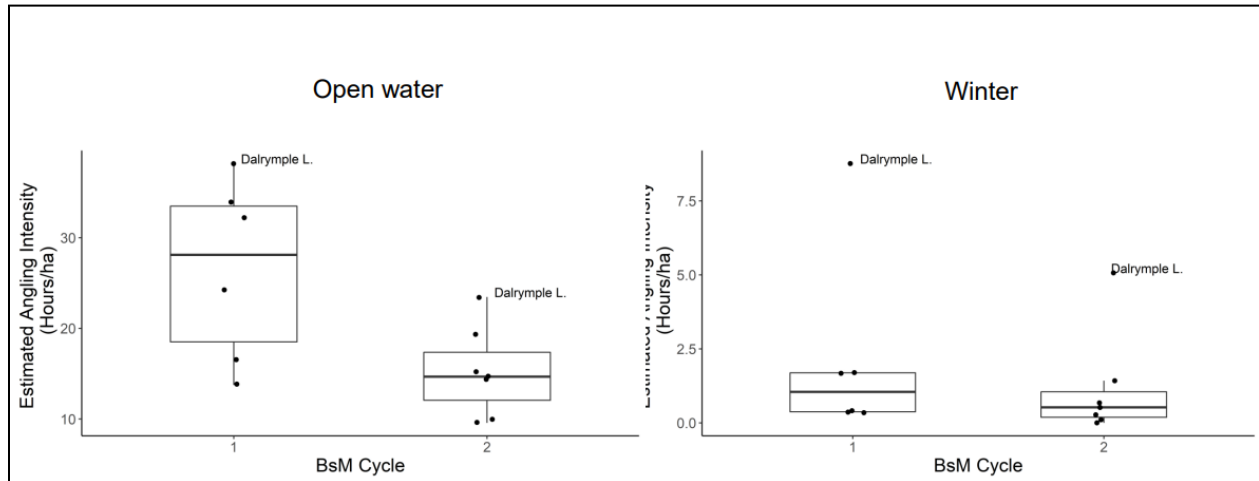 Open water
Winter
Dalrymple L.
Estimated Angling Intensity
(Hours/ha)
30
20
10
Dalrymple L.
1
2
BsM Cycle
Dalrymple L.
(Hours/ha)
7.5
5.0
2.5
0.0
Dalrymple L.
1
2
BsM Cycle